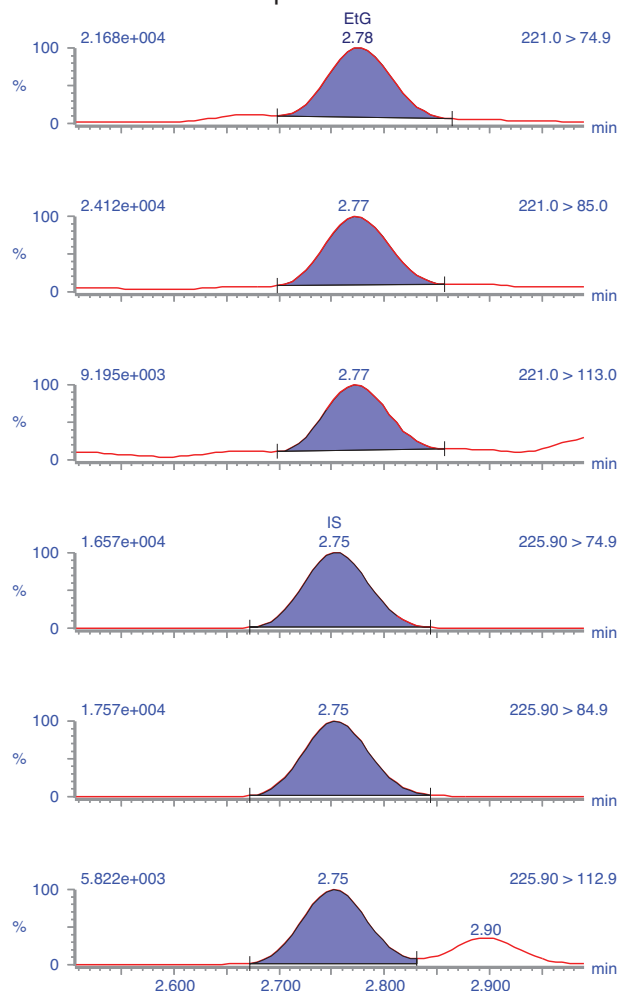 EtG
2.168e+004 2.78 221.0 > 74.9
100
%
0
min
2.412e+004 2.77 221.0 > 85.0
100
%
0
min
9.195e+003 2.77 221.0 > 113.0
100
%
0
min
IS
1.657e+004 2.75 225.90 > 74.9
100
%
0
min
1.757e+004 2.75 225.90 > 84.9
100
%
0
min
5.822e+003 2.75 225.90 > 112.9
100
%
2.90
0
min
2.600 2.700 2.800 2.900